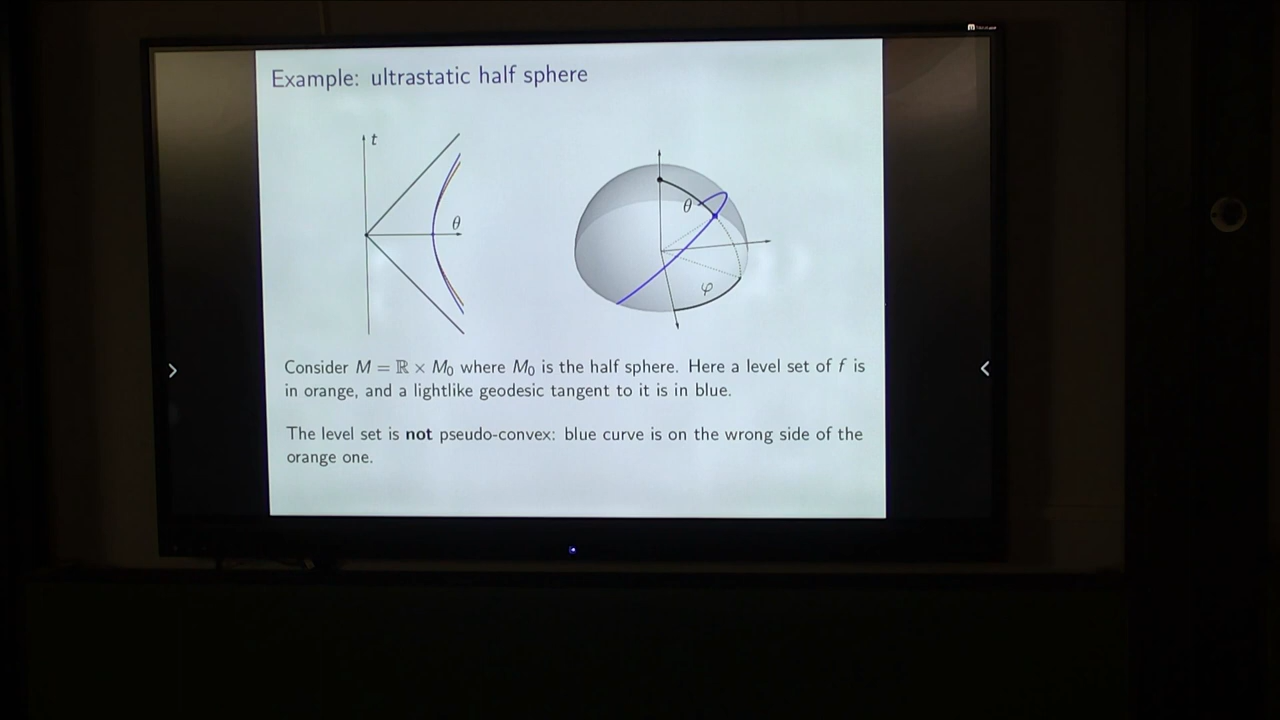 Example: ultrastatic half sphere
t
θ
θ
φ
Consider M = ℝ × M₀ where M₀ is the half sphere. Here a level set of f is
in orange, and a lightlike geodesic tangent to it is in blue.
The level set is not pseudo-convex: blue curve is on the wrong side of the
orange one.